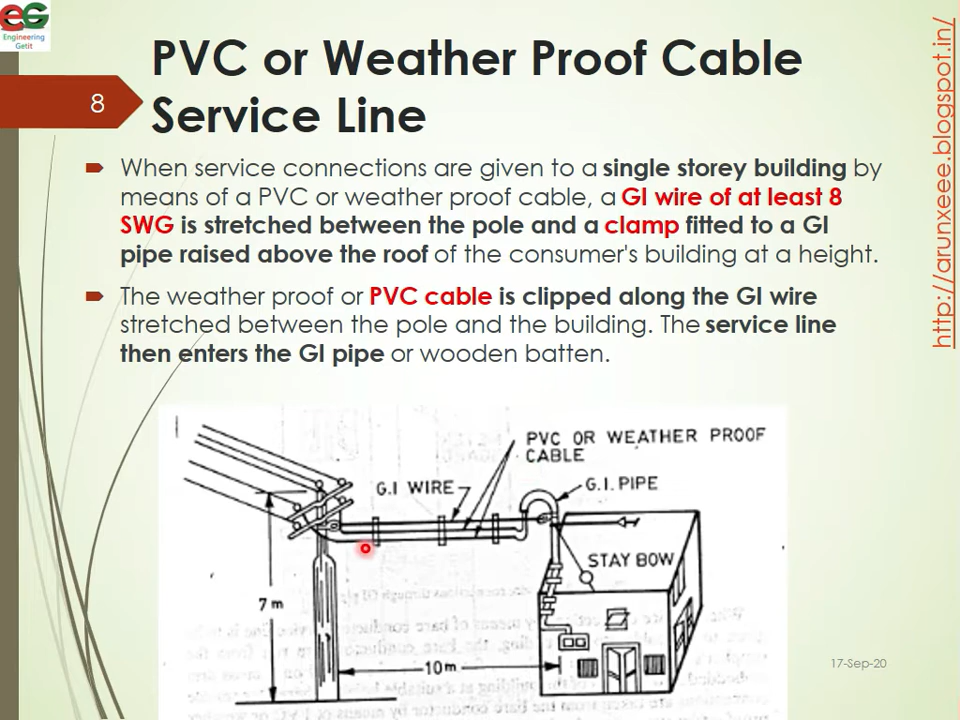 EG
Engineering
Getit
PVC or Weather Proof Cable
Service Line
8
http://arunxeee.blogspot.in/
When service connections are given to a single storey building by
means of a PVC or weather proof cable, a GI wire of at least 8
SWG is stretched between the pole and a clamp fitted to a GI
pipe raised above the roof of the consumer's building at a height.
The weather proof or PVC cable is clipped along the GI wire
stretched between the pole and the building. The service line
then enters the GI pipe or wooden batten.
PVC OR WEATHER PROOF
CABLE
G.I WIRE
G.I. PIPE
STAY BOW
7m
10m
17-Sep-20